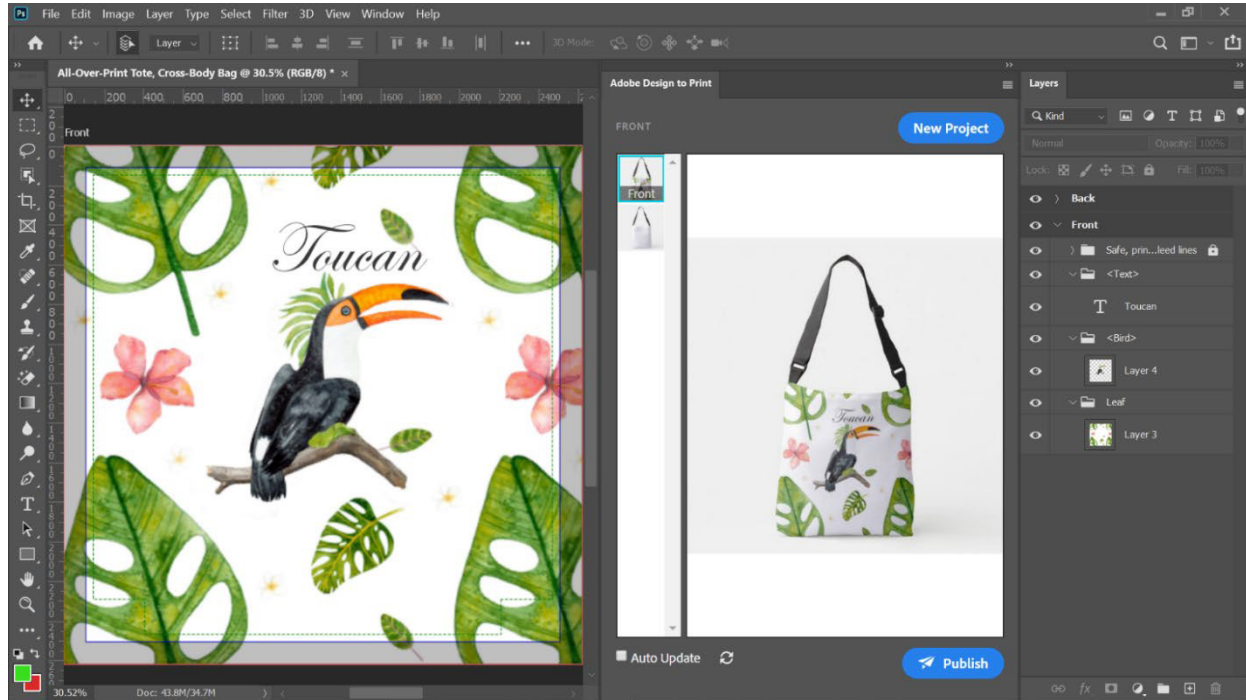 Ps File Edit Image Layer Type Select Filter 3D View Window Help
Layer 3D Mode:
All-Over-Print Tote, Cross-Body Bag @ 30.5% (RGB/8) * ×
0 200 400 600 800 1000 1200 1400 1600 1800 2000 2200 2400
Front
Toucan
30.52% Doc: 43.8M/34.7M
Adobe Design to Print
FRONT
New Project
Front
Toucan
Auto Update
Publish
Layers
Kind
Normal Opacity: 100%
Lock: Fill: 100%
Back
Front
Safe, prin...leed lines
<Text>
T Toucan
<Bird>
Layer 4
Leaf
Layer 3
fx